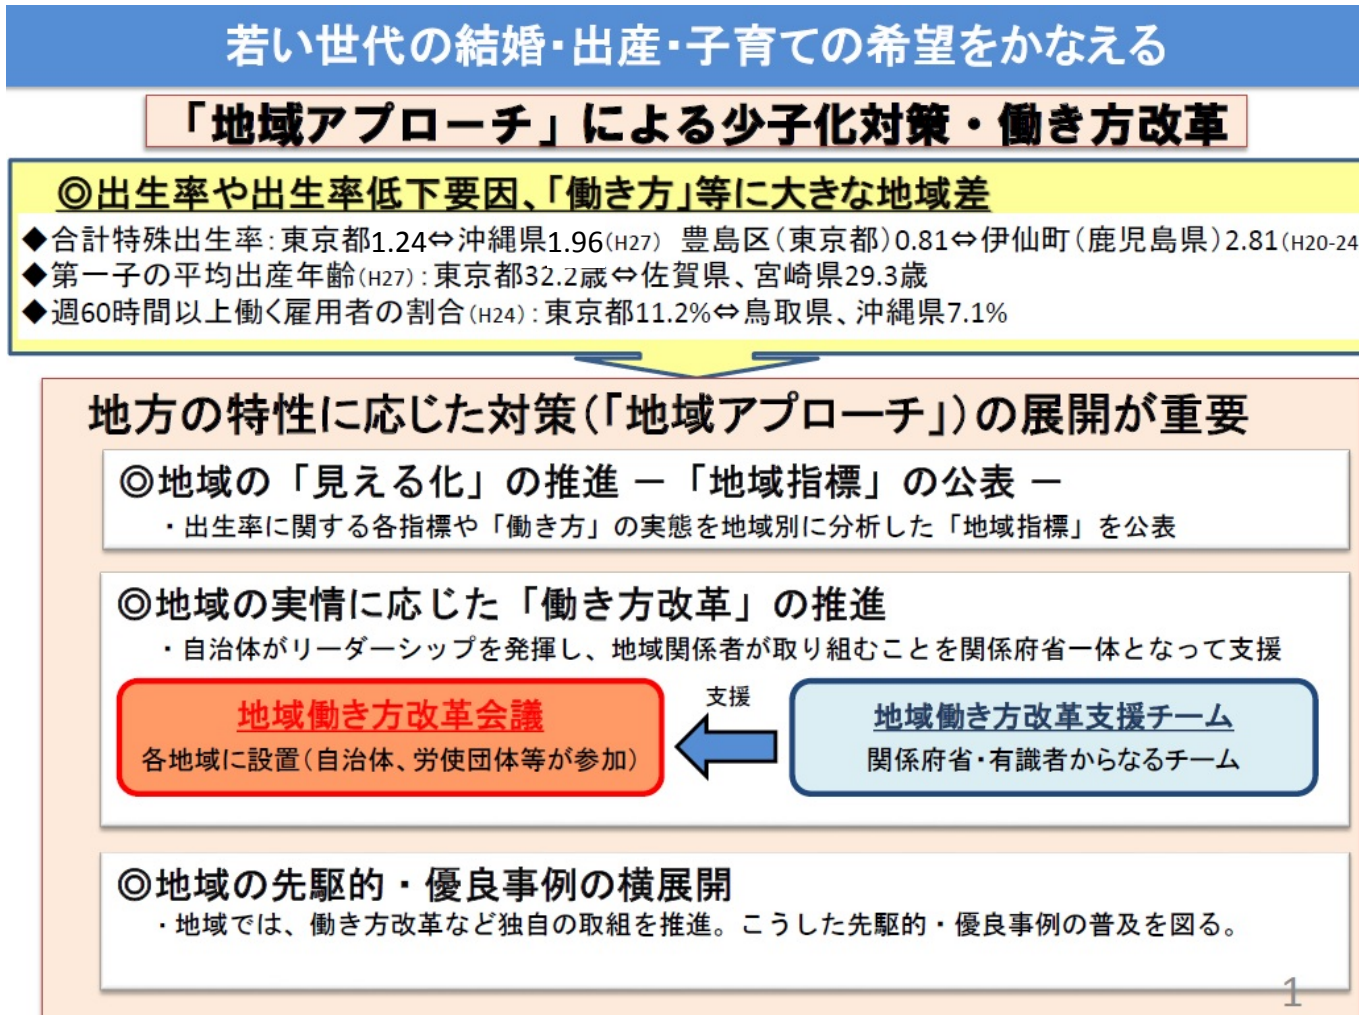 若い世代の結婚・出産・子育ての希望をかなえる
「地域アプローチ」による少子化対策・働き方改革
◎出生率や出生率低下要因、「働き方」等に大きな地域差
◆合計特殊出生率：東京都1.24⇔沖縄県1.96(H27) 豊島区(東京都)0.81⇔伊仙町(鹿児島県)2.81(H20-24
◆第一子の平均出産年齢(H27)：東京都32.2歳⇔佐賀県、宮崎県29.3歳
◆週60時間以上働く雇用者の割合(H24)：東京都11.2%⇔鳥取県、沖縄県7.1%
地方の特性に応じた対策(「地域アプローチ」)の展開が重要
◎地域の「見える化」の推進 －「地域指標」の公表 －
・出生率に関する各指標や「働き方」の実態を地域別に分析した「地域指標」を公表
◎地域の実情に応じた「働き方改革」の推進
・自治体がリーダーシップを発揮し、地域関係者が取り組むことを関係府省一体となって支援
地域働き方改革会議
各地域に設置(自治体、労使団体等が参加)
支援
地域働き方改革支援チーム
関係府省・有識者からなるチーム
◎地域の先駆的・優良事例の横展開
・地域では、働き方改革など独自の取組を推進。こうした先駆的・優良事例の普及を図る。
1